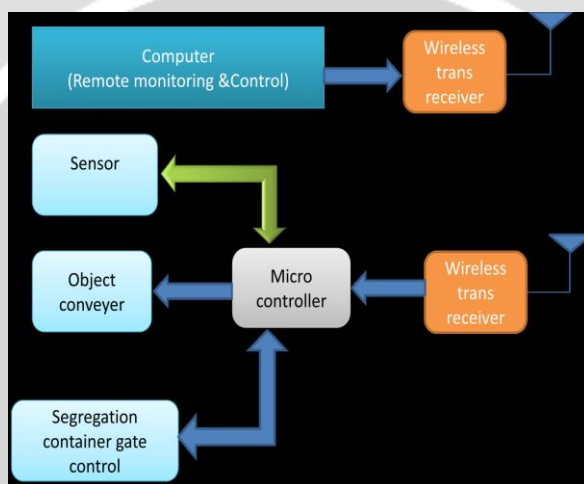 Computer
(Remote monitoring &Control)
Wireless
trans
receiver
Sensor
Object
conveyer
Micro
controller
Wireless
trans
receiver
Segregation
container gate
control